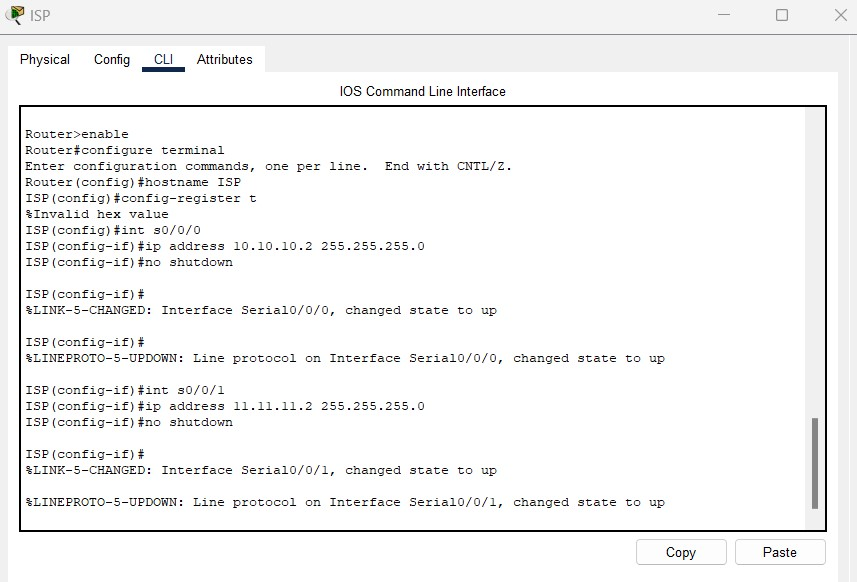 ISP
Physical Config CLI Attributes
IOS Command Line Interface
Router>enable
Router#configure terminal
Enter configuration commands, one per line.  End with CNTL/Z.
Router(config)#hostname ISP
ISP(config)#config-register t
%Invalid hex value
ISP(config)#int s0/0/0
ISP(config-if)#ip address 10.10.10.2 255.255.255.0
ISP(config-if)#no shutdown
ISP(config-if)#
%LINK-5-CHANGED: Interface Serial0/0/0, changed state to up
ISP(config-if)#
%LINEPROTO-5-UPDOWN: Line protocol on Interface Serial0/0/0, changed state to up
ISP(config-if)#int s0/0/1
ISP(config-if)#ip address 11.11.11.2 255.255.255.0
ISP(config-if)#no shutdown
ISP(config-if)#
%LINK-5-CHANGED: Interface Serial0/0/1, changed state to up
%LINEPROTO-5-UPDOWN: Line protocol on Interface Serial0/0/1, changed state to up
Copy Paste